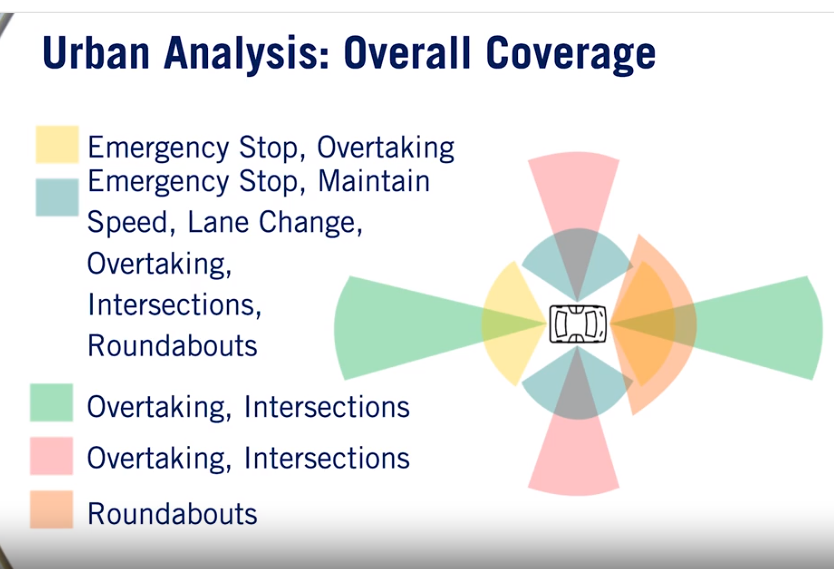 Urban Analysis: Overall Coverage
Emergency Stop, Overtaking
Emergency Stop, Maintain
Speed, Lane Change,
Overtaking,
Intersections,
Roundabouts
Overtaking, Intersections
Overtaking, Intersections
Roundabouts